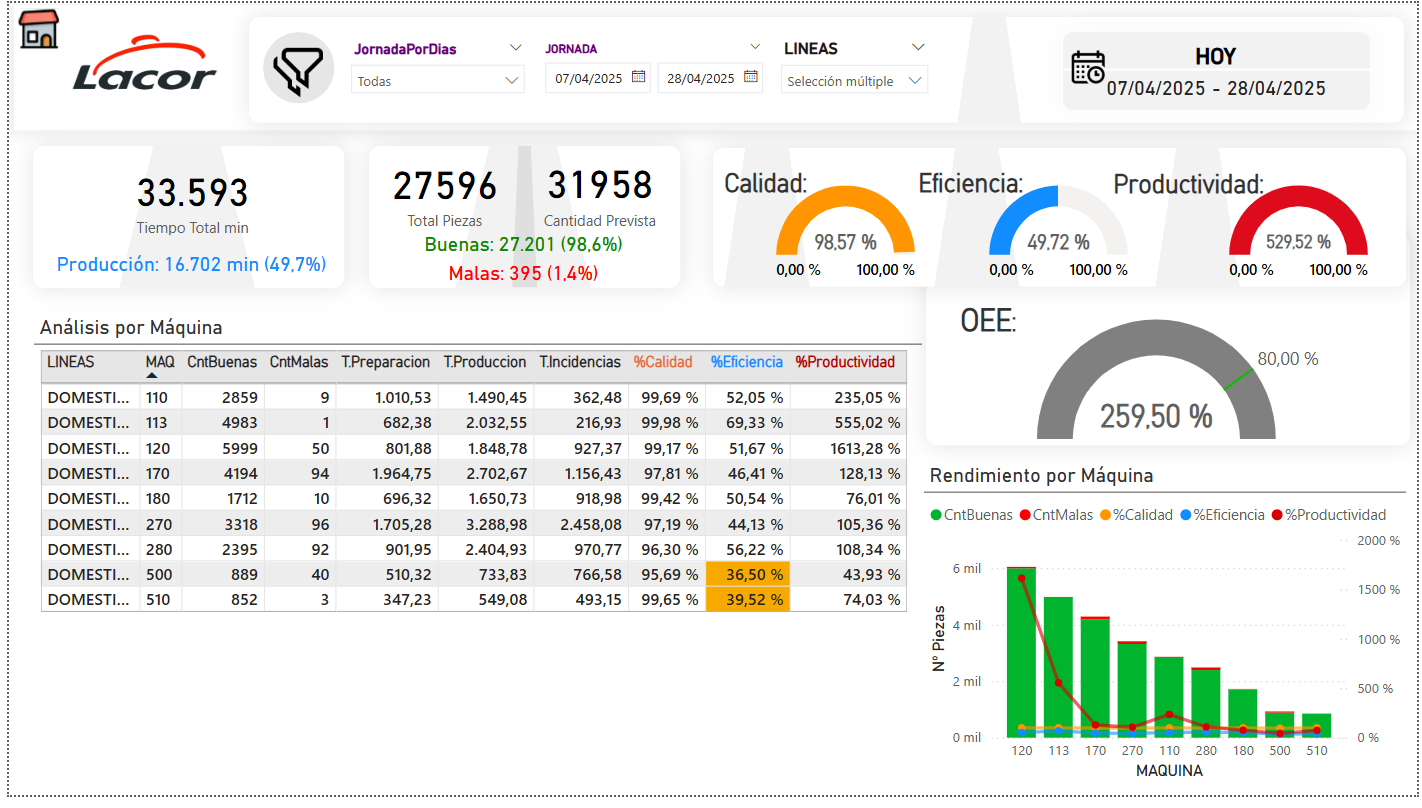 Lacor
JornadaPorDias
Todas
JORNADA
07/04/2025 28/04/2025
LINEAS
Selección múltiple
HOY
07/04/2025 - 28/04/2025
33.593
Tiempo Total min
Producción: 16.702 min (49,7%)
27596 31958
Total Piezas Cantidad Prevista
Buenas: 27.201 (98,6%)
Malas: 395 (1,4%)
Calidad:
98,57 %
0,00 % 100,00 %
Eficiencia:
49,72 %
0,00 % 100,00 %
Productividad:
529,52 %
0,00 % 100,00 %
OEE:
80,00 %
259,50 %
Análisis por Máquina
LINEAS MAQ CntBuenas CntMalas T.Preparacion T.Produccion T.Incidencias %Calidad %Eficiencia %Productividad
DOMESTI... 110 2859 9 1.010,53 1.490,45 362,48 99,69 % 52,05 % 235,05 %
DOMESTI... 113 4983 1 682,38 2.032,55 216,93 99,98 % 69,33 % 555,02 %
DOMESTI... 120 5999 50 801,88 1.848,78 927,37 99,17 % 51,67 % 1613,28 %
DOMESTI... 170 4194 94 1.964,75 2.702,67 1.156,43 97,81 % 46,41 % 128,13 %
DOMESTI... 180 1712 10 696,32 1.650,73 918,98 99,42 % 50,54 % 76,01 %
DOMESTI... 270 3318 96 1.705,28 3.288,98 2.458,08 97,19 % 44,13 % 105,36 %
DOMESTI... 280 2395 92 901,95 2.404,93 970,77 96,30 % 56,22 % 108,34 %
DOMESTI... 500 889 40 510,32 733,83 766,58 95,69 % 36,50 % 43,93 %
DOMESTI... 510 852 3 347,23 549,08 493,15 99,65 % 39,52 % 74,03 %
Rendimiento por Máquina
CntBuenas CntMalas %Calidad %Eficiencia %Productividad
2000 %
6 mil
1500 %
4 mil
1000 %
2 mil
500 %
0 mil
0 %
Nº Piezas
120 113 170 270 110 280 180 500 510
MAQUINA